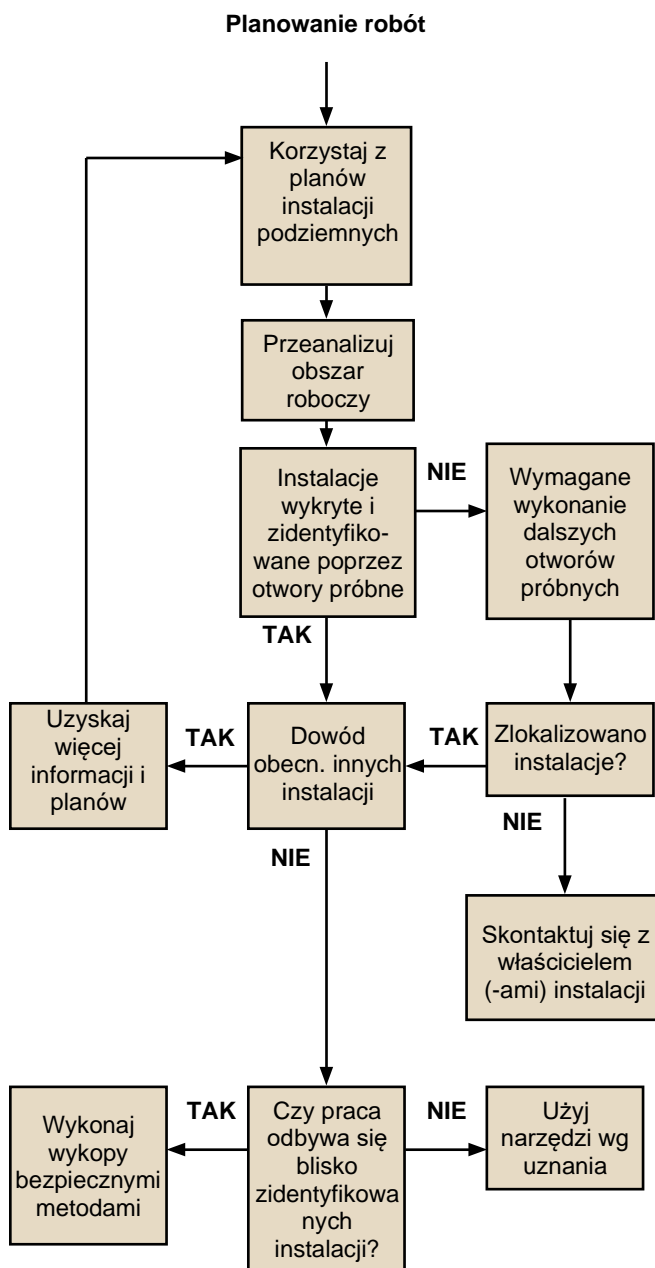 Planowanie robót
Korzystaj z
planów
instalacji
podziemnych
Przeanalizuj
obszar
roboczy
Instalacje
wykryte i
zidentyfiko-
wane poprzez
otwory próbne
NIE
Wymagane
wykonanie
dalszych
otworów
próbnych
TAK
Uzyskaj
więcej
informacji i
planów
TAK
Dowód
obecn. innych
instalacji
TAK
Zlokalizowano
instalacje?
NIE
NIE
Skontaktuj się z
właścicielem
(-ami) instalacji
Wykonaj
wykopy
bezpiecznymi
metodami
TAK
Czy praca
odbywa się
blisko
zidentyfikowa
nych
instalacji?
NIE
Użyj
narzędzi wg
uznania